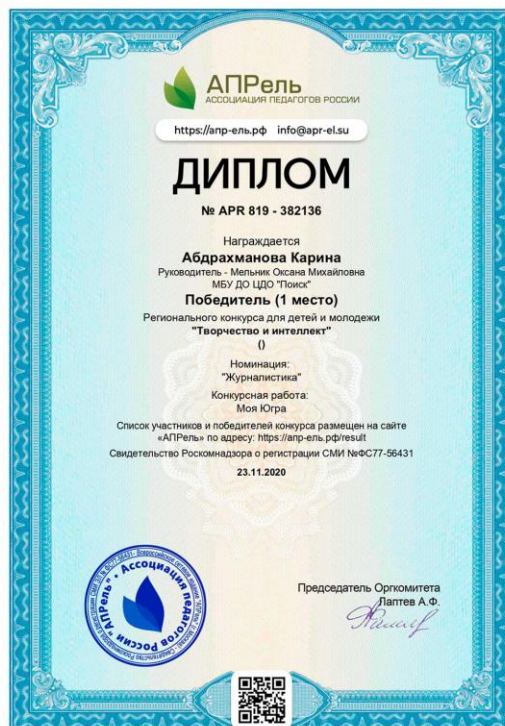 АПРель
АССОЦИАЦИЯ ПЕДАГОГОВ РОССИИ
https://апр-ель.рф info@apr-el.su
ДИПЛОМ
№ APR 819 - 382136
Награждается
Абдрахманова Карина
Руководитель - Мельник Оксана Михайловна
МБУ ДО ЦДО "Поиск"
Победитель (1 место)
Регионального конкурса для детей и молодежи
"Творчество и интеллект"
()
Номинация:
"Журналистика"
Конкурсная работа:
Моя Югра
Список участников и победителей конкурса размещен на сайте
«АПРель» по адресу: https://апр-ель.рф/result
Свидетельство Роскомнадзора о регистрации СМИ №ФС77-56431
23.11.2020
Ассоциация педагогов России "АПРель"
Председатель Оргкомитета
Лаптев А.Ф.